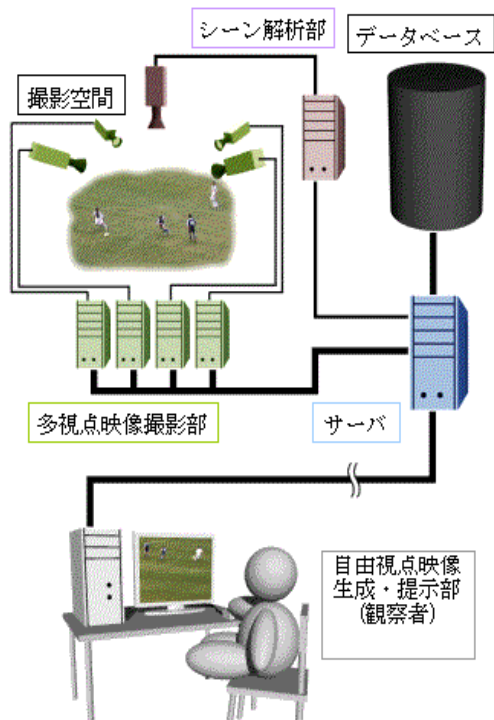 シーン解析部
データベース
撮影空間
多視点映像撮影部
サーバ
自由視点映像
生成・提示部
(観察者)